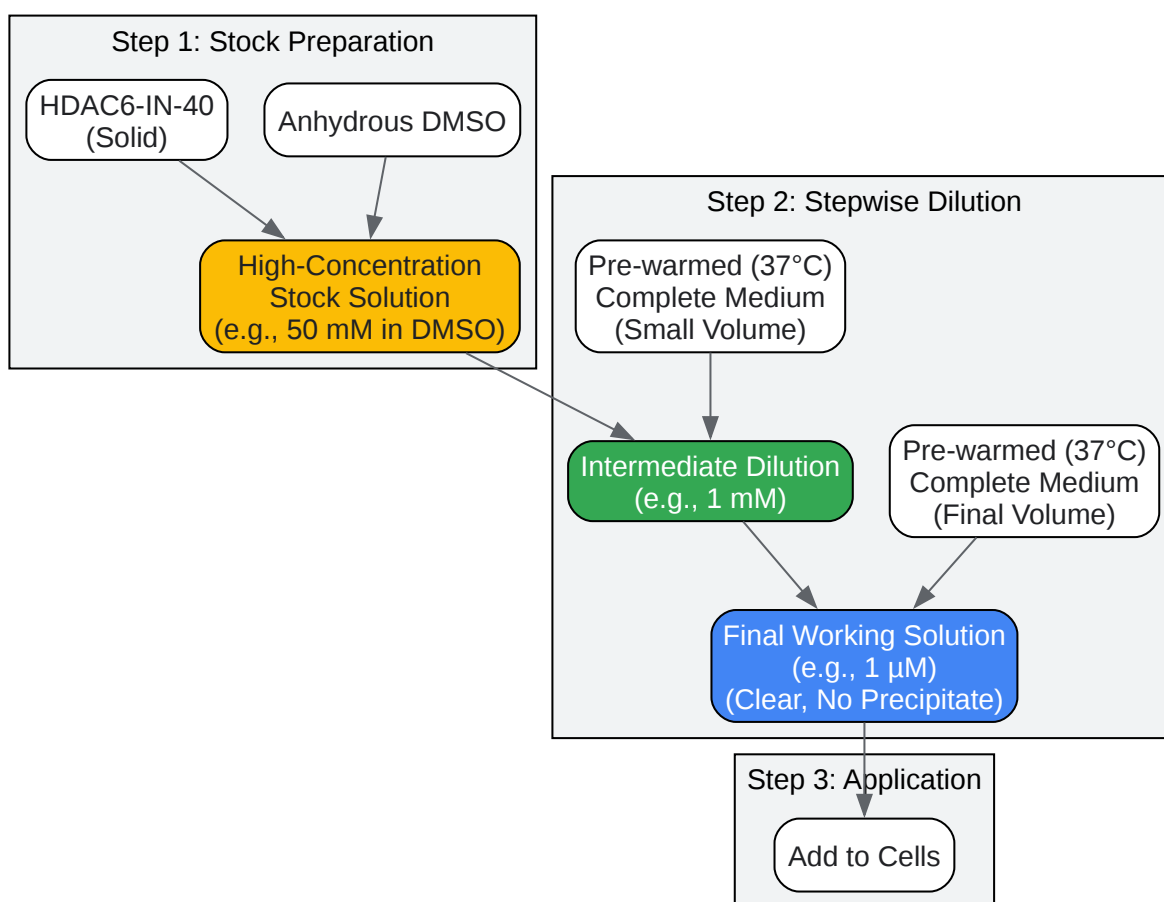 Step 1: Stock Preparation
HDAC6-IN-40
(Solid)
Anhydrous DMSO
High-Concentration
Stock Solution
(e.g., 50 mM in DMSO)
Step 2: Stepwise Dilution
Pre-warmed (37°C)
Complete Medium
(Small Volume)
Intermediate Dilution
(e.g., 1 mM)
Pre-warmed (37°C)
Complete Medium
(Final Volume)
Final Working Solution
(e.g., 1 µM)
(Clear, No Precipitate)
Step 3: Application
Add to Cells